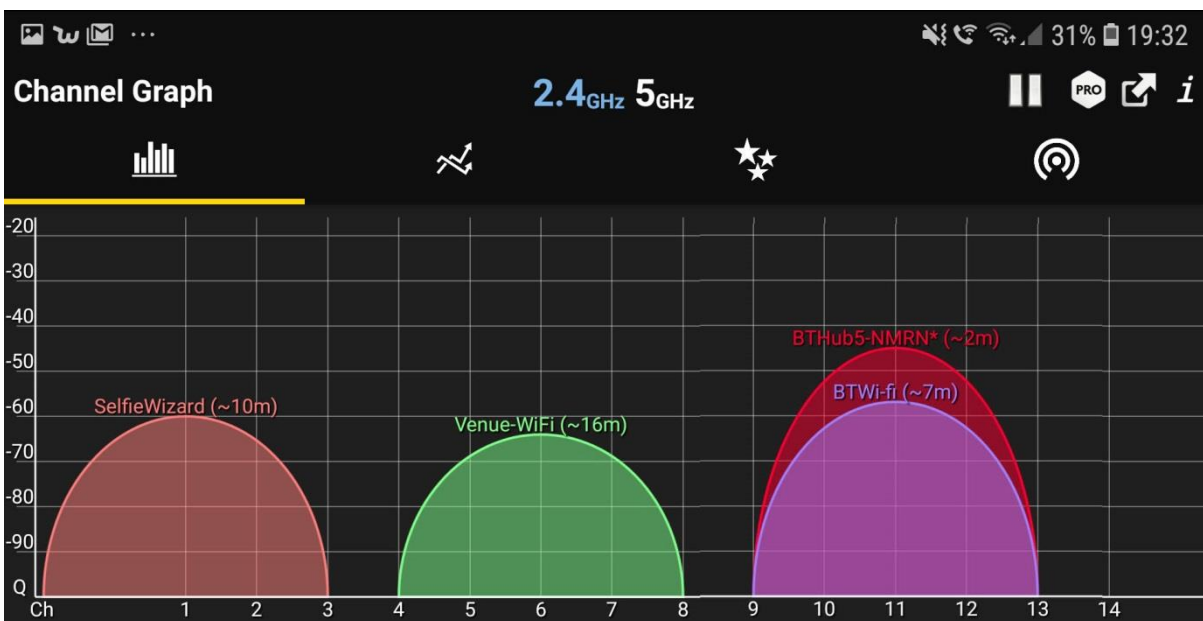 31% 19:32
Channel Graph 2.4GHz 5GHz PRO i
-20
-30
-40
BTHub5-NMRN* (~2m)
-50
BTWi-fi (~7m)
-60 SelfieWizard (~10m)
Venue-WiFi (~16m)
-70
-80
-90
Q
Ch 1 2 3 4 5 6 7 8 9 10 11 12 13 14